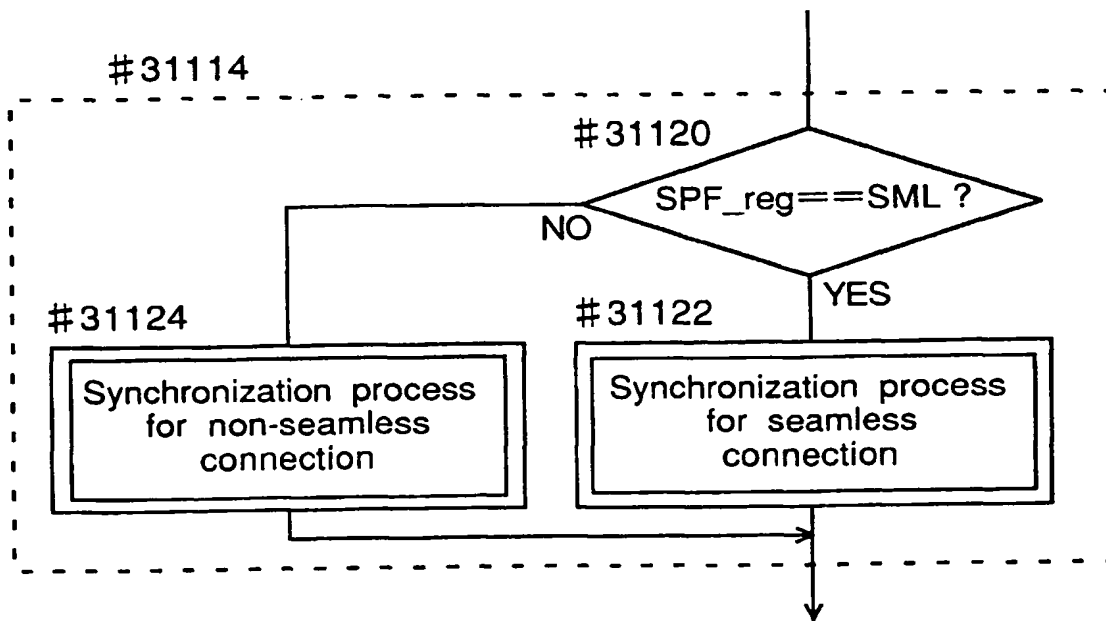 #31114
#31120
SPF_reg==SML ?
NO
YES
#31124
#31122
Synchronization process
for non-seamless
connection
Synchronization process
for seamless
connection